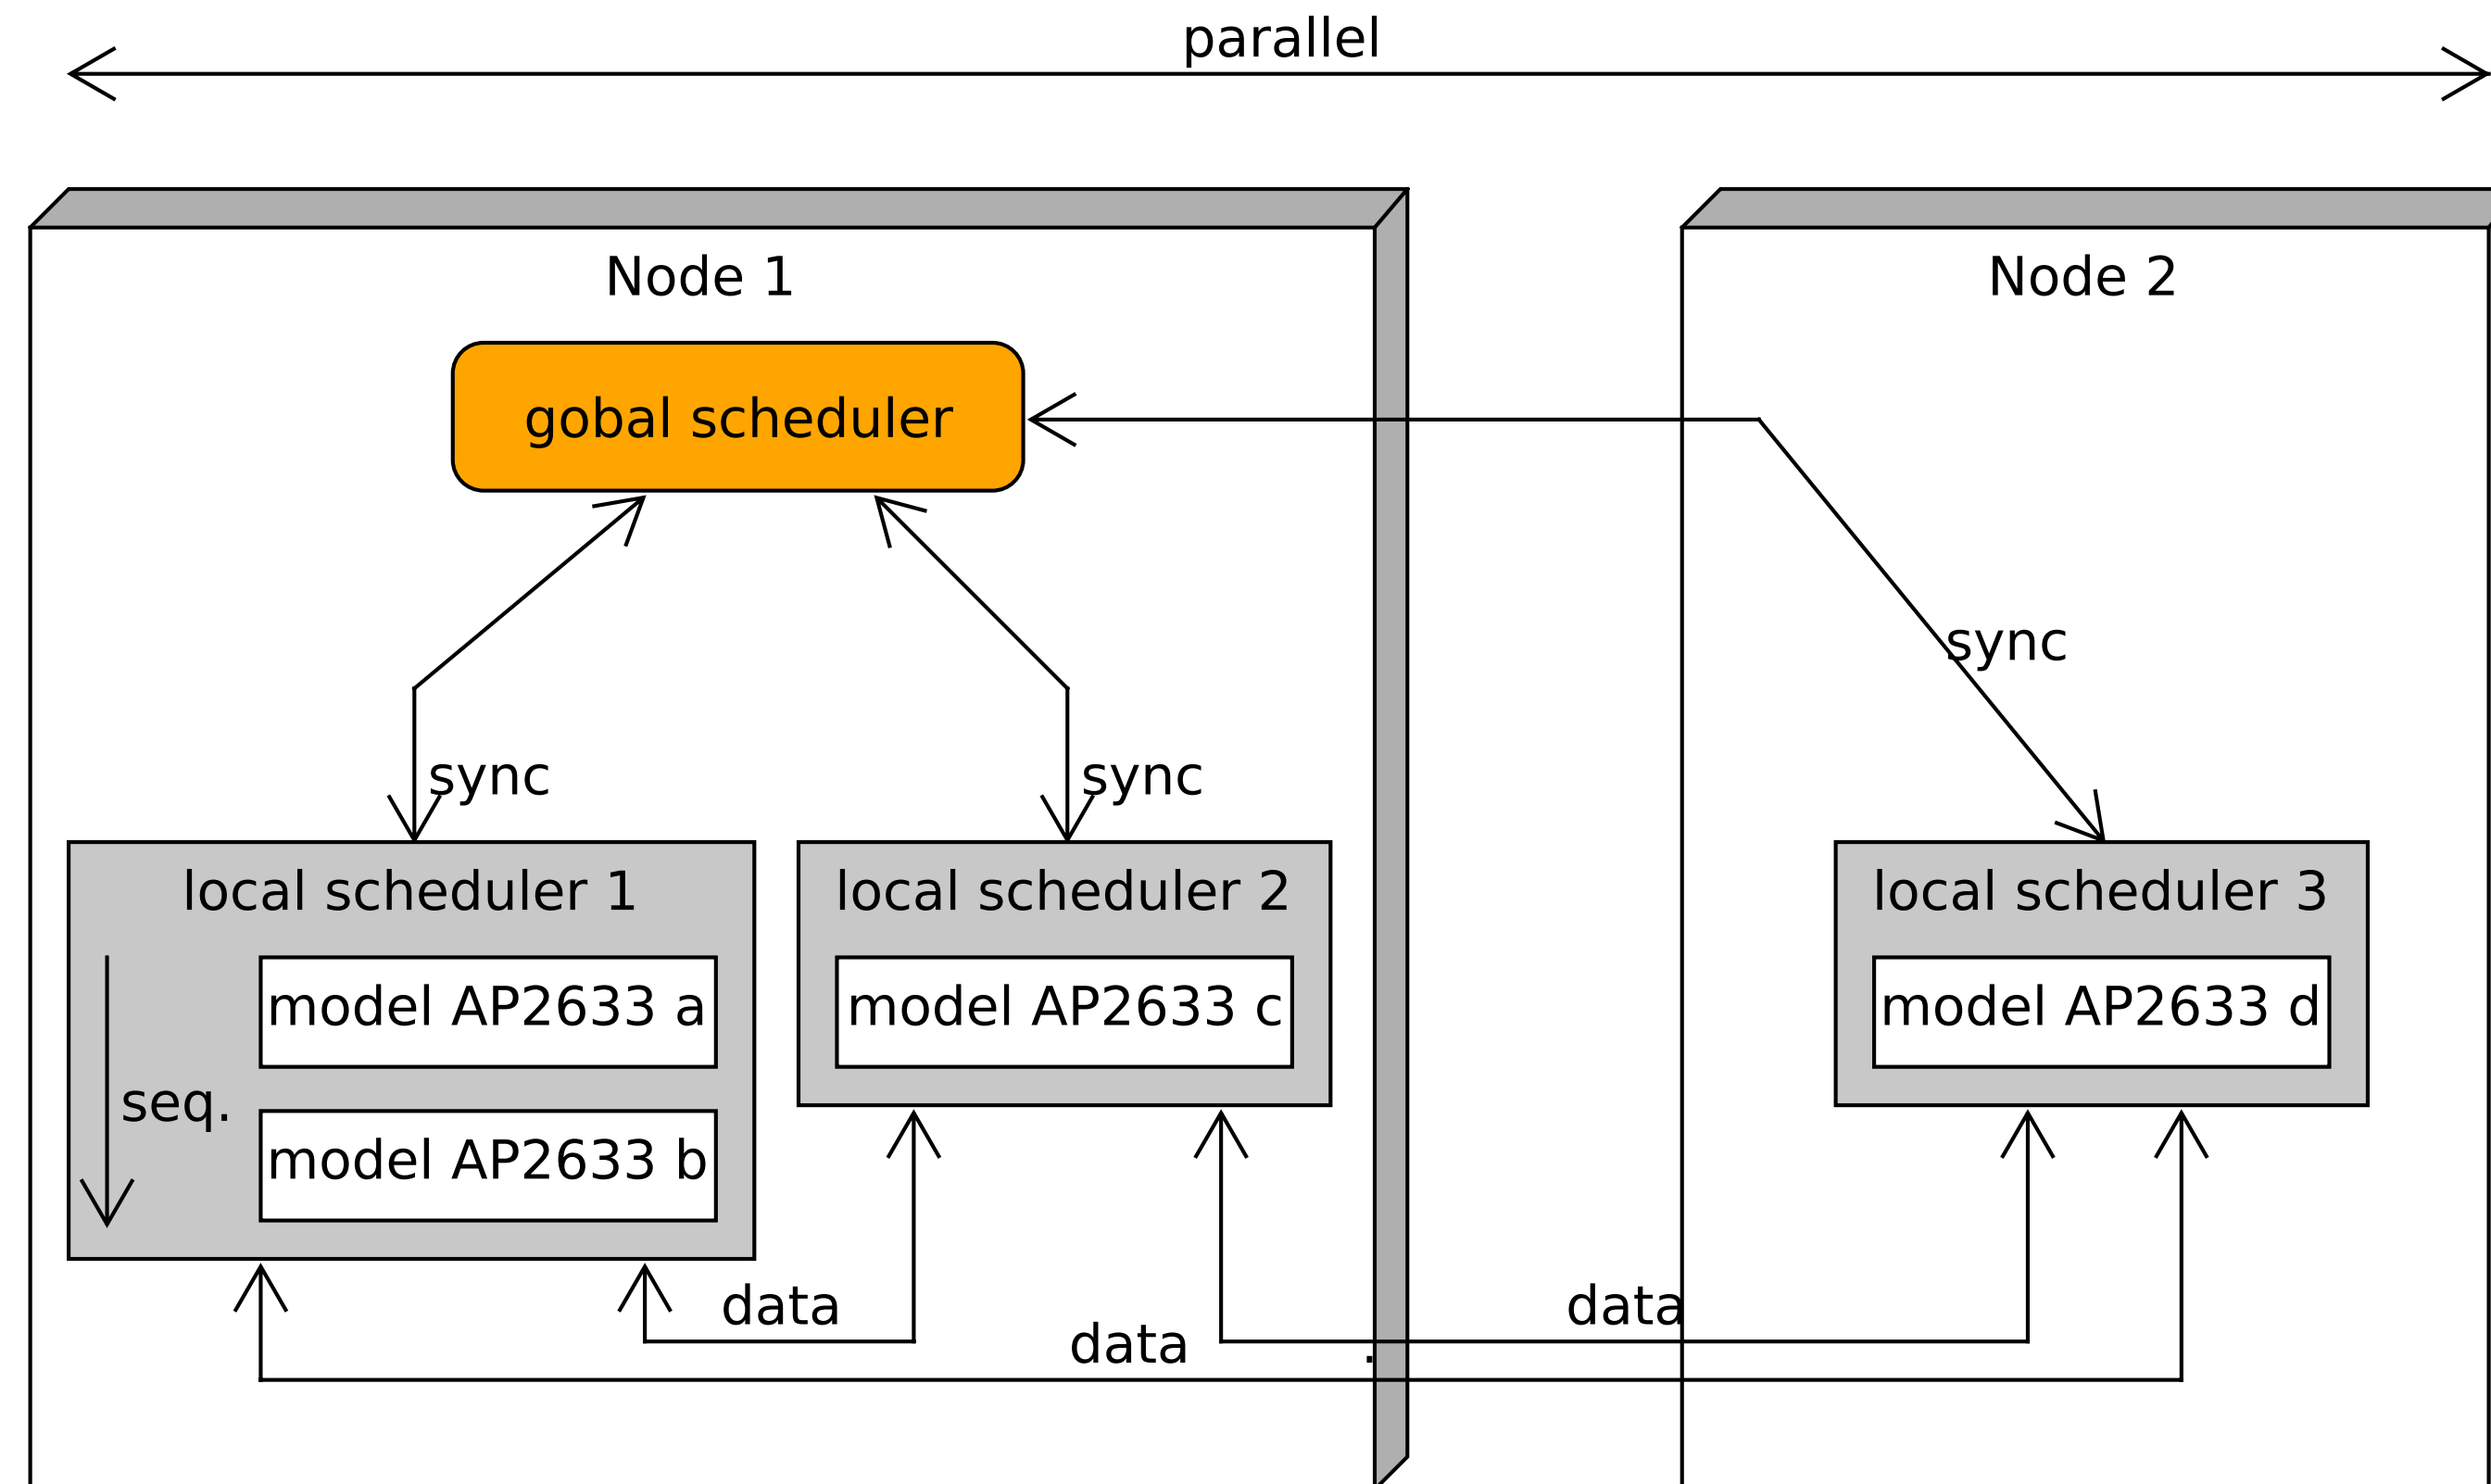 parallel
Node 1
Node 2
gobal scheduler
sync
sync
sync
local scheduler 1
local scheduler 2
local scheduler 3
model AP2633 a
model AP2633 c
model AP2633 d
seq.
model AP2633 b
data
data
data
.